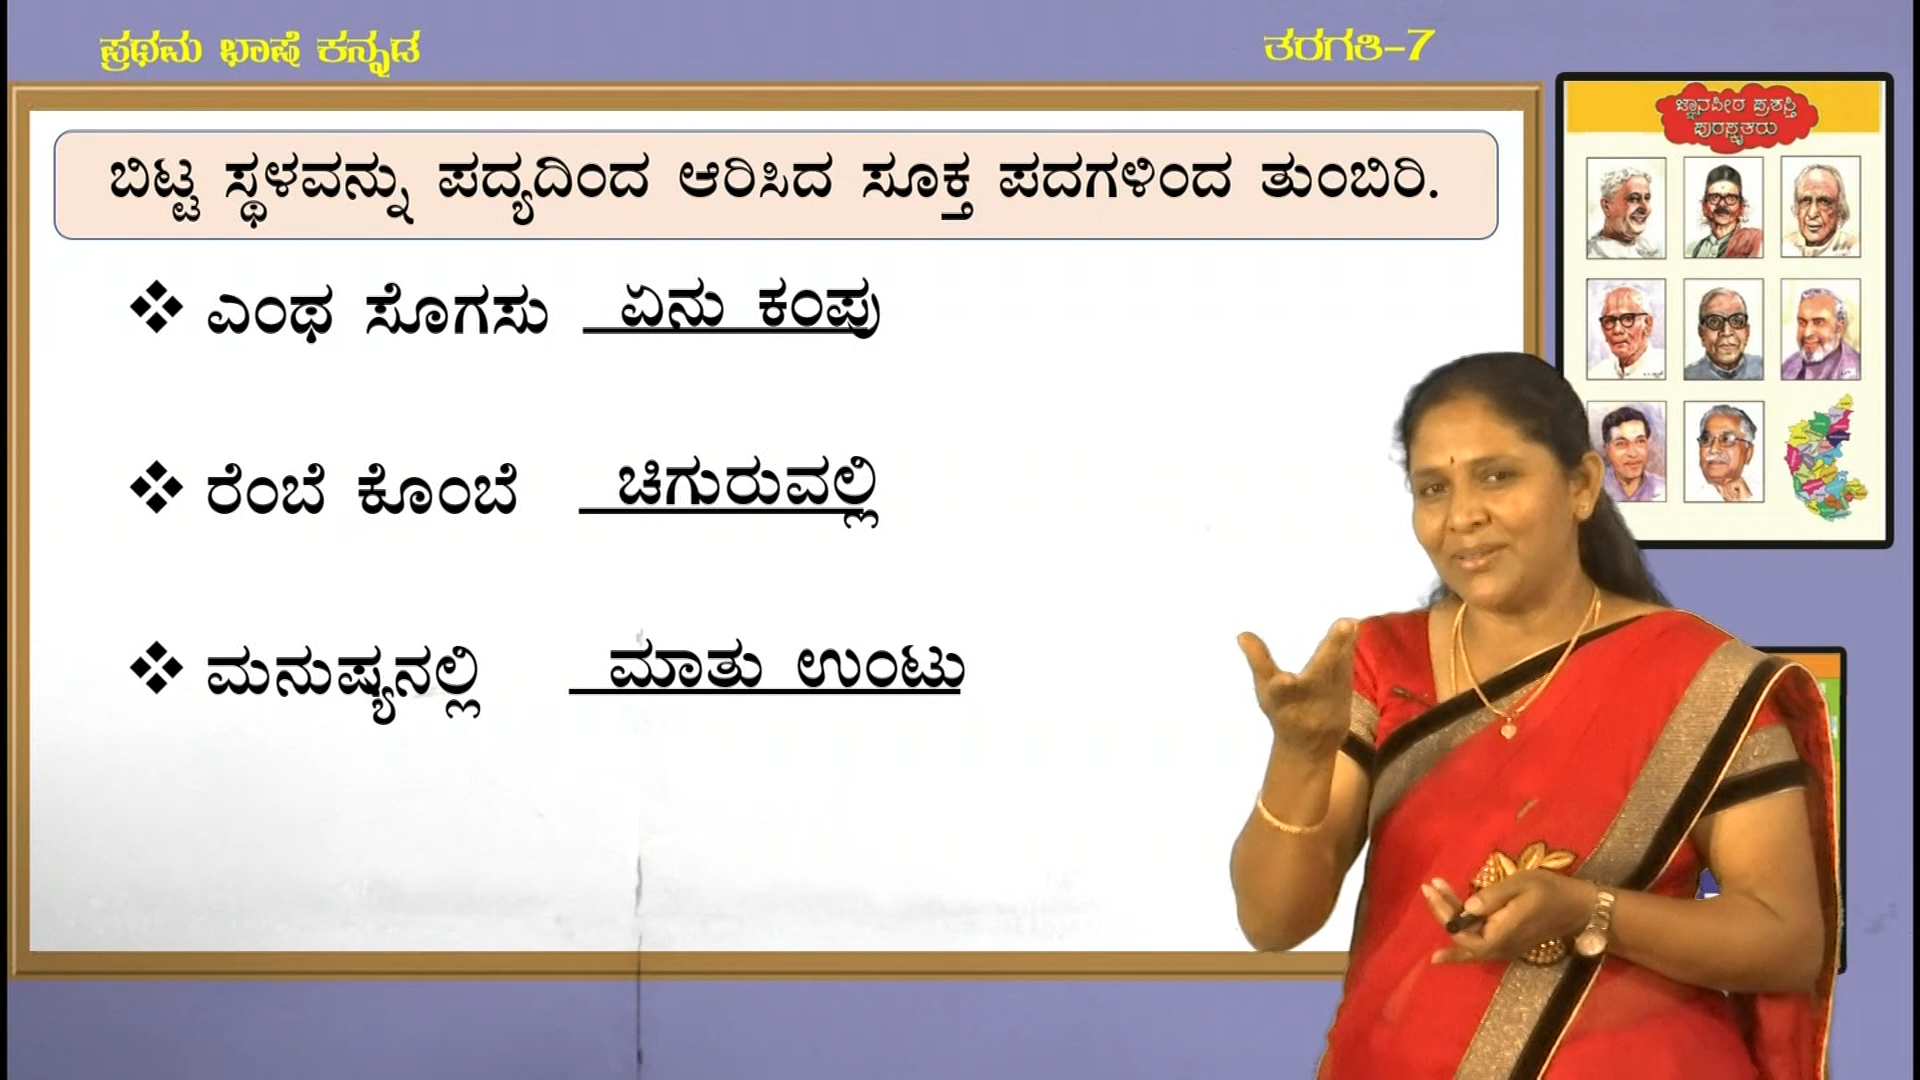 ಪ್ರಥಮ ಭಾಷೆ ಕನ್ನಡ
ತರಗತಿ-7
ಜ್ಞಾನಪೀಠ ಪ್ರಶಸ್ತಿ
ಪುರಸ್ಕೃತರು
ಬಿಟ್ಟ ಸ್ಥಳವನ್ನು ಪದ್ಯದಿಂದ ಆರಿಸಿದ ಸೂಕ್ತ ಪದಗಳಿಂದ ತುಂಬಿರಿ.
❖ ಎಂಥ ಸೊಗಸು ಏನು ಕಂಪು
❖ ರೆಂಬೆ ಕೊಂಬೆ ಚಿಗುರುವಲ್ಲಿ
❖ ಮನುಷ್ಯನಲ್ಲಿ ಮಾತು ಉಂಟು